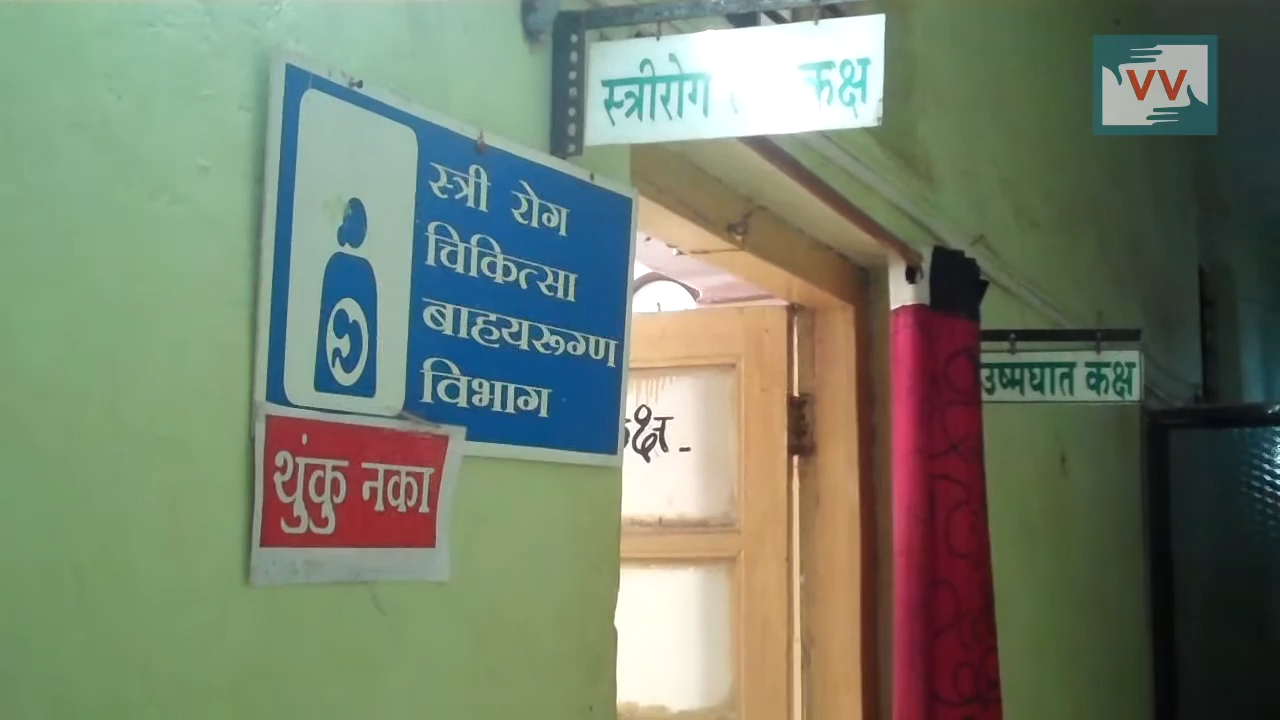 स्त्रीरोग कक्ष
VV
स्त्री रोग
चिकित्सा
बाहयरूग्ण
विभाग
उष्मघात कक्ष
थुंकु नका